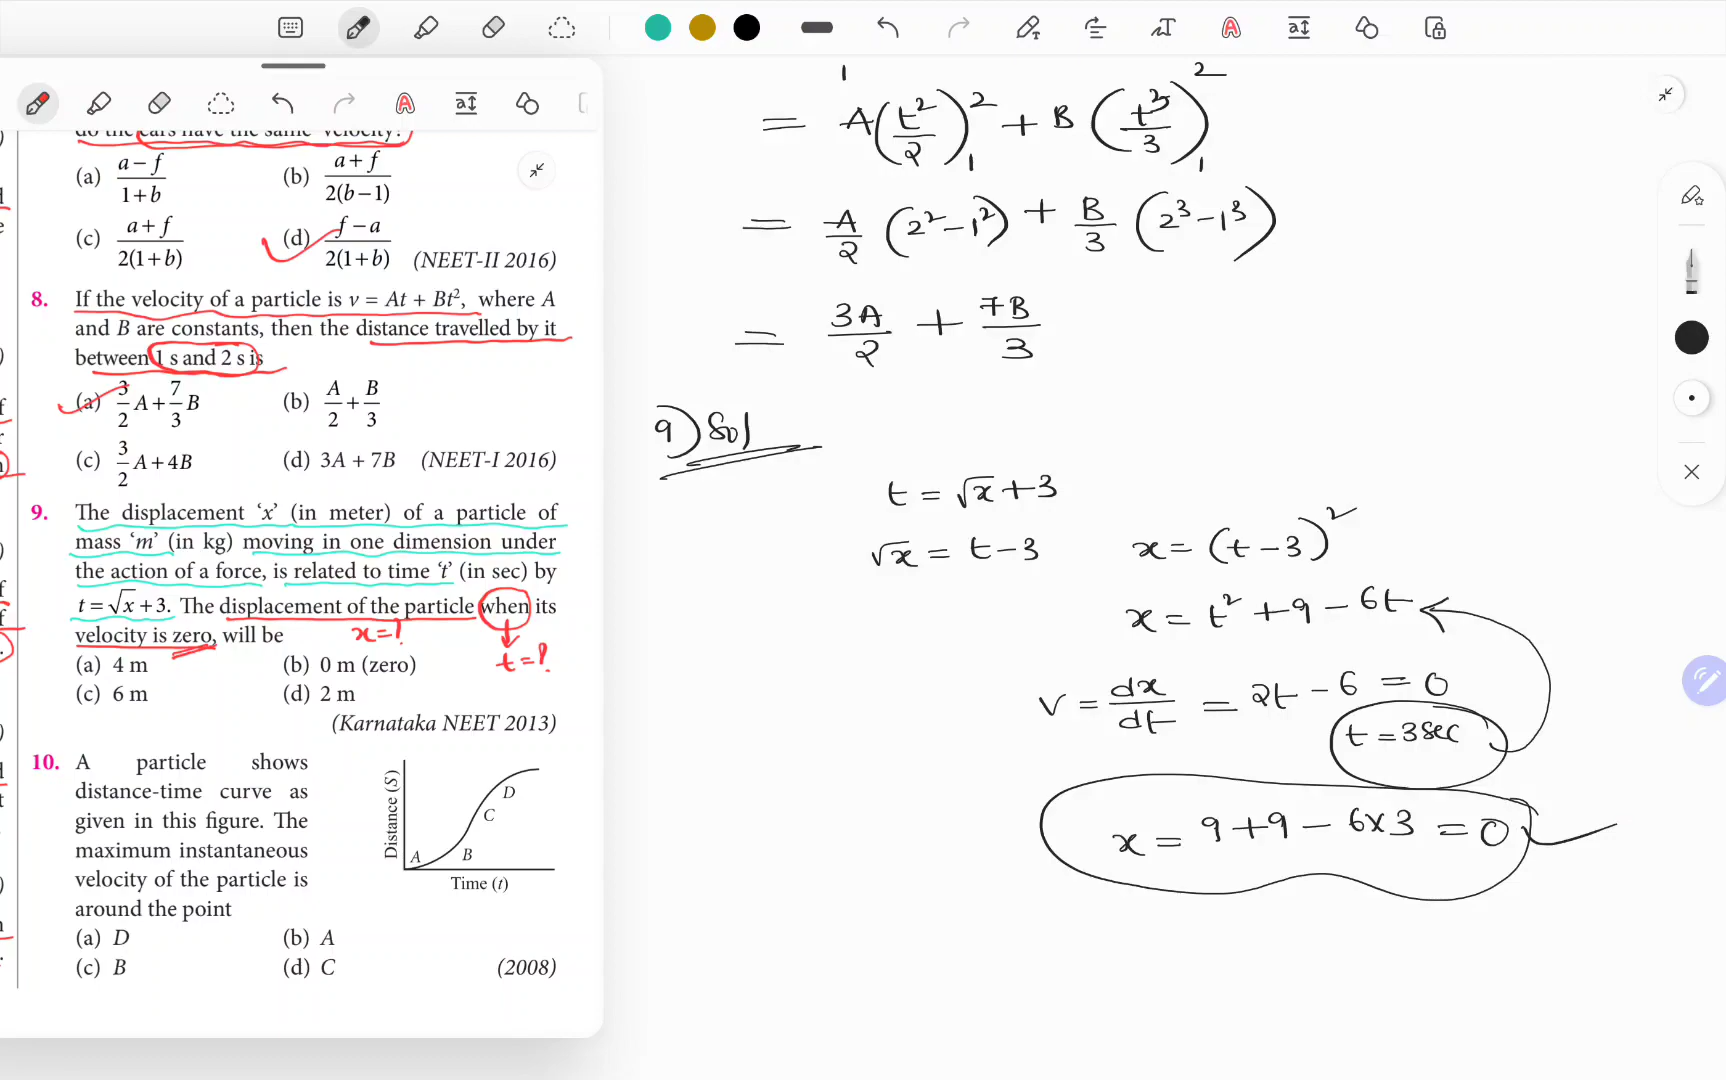 do the cars have the same velocity?
(a) a − f / 1 + b (b) a + f / 2(b − 1)
(c) a + f / 2(1 + b) (d) f − a / 2(1 + b) (NEET-II 2016)
8. If the velocity of a particle is v = At + Bt², where A
and B are constants, then the distance travelled by it
between 1 s and 2 s is
(a) 3/2 A + 7/3 B (b) A/2 + B/3
(c) 3/2 A + 4B (d) 3A + 7B (NEET-I 2016)
9. The displacement ‘x’ (in meter) of a particle of
mass ‘m’ (in kg) moving in one dimension under
the action of a force, is related to time ‘t’ (in sec) by
t = √x + 3. The displacement of the particle when its
velocity is zero, will be
x = ?
t = ?
(a) 4 m (b) 0 m (zero)
(c) 6 m (d) 2 m
(Karnataka NEET 2013)
10. A particle shows
distance-time curve as
given in this figure. The
maximum instantaneous
velocity of the particle is
around the point
(a) D (b) A
(c) B (d) C (2008)
Distance (S)
A B C D
Time (t)
= A(t²/2)²₁ + B(t³/3)²₁
= A/2 (2² − 1²) + B/3 (2³ − 1³)
= 3A/2 + 7B/3
9) Sol
t = √x + 3
√x = t − 3 x = (t − 3)²
x = t² + 9 − 6t
v = dx/dt = 2t − 6 = 0
t = 3 sec
x = 9 + 9 − 6 x 3 = 0